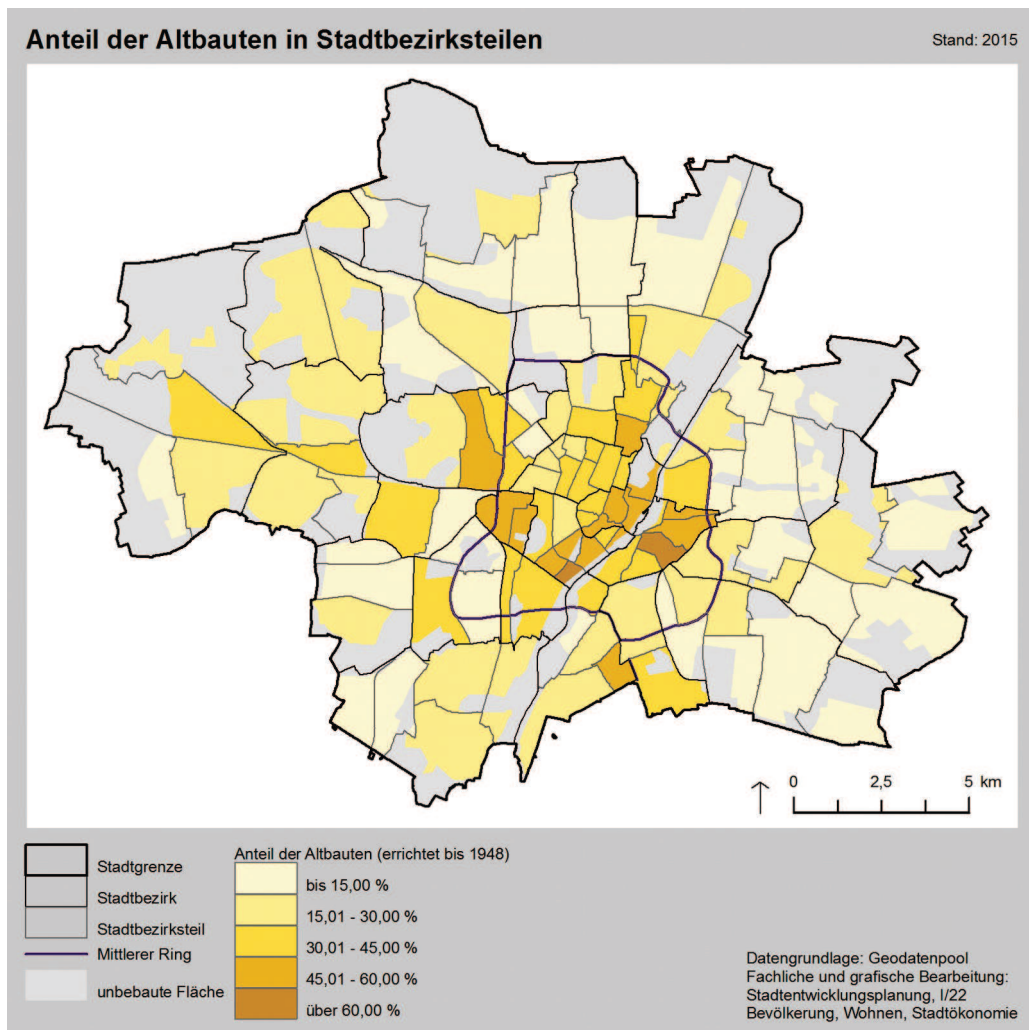 Anteil der Altbauten in Stadtbezirksteilen
Stand: 2015
0 2,5 5 km
Stadtgrenze
Stadtbezirk
Stadtbezirksteil
Mittlerer Ring
unbebaute Fläche
Anteil der Altbauten (errichtet bis 1948)
bis 15,00 %
15,01 - 30,00 %
30,01 - 45,00 %
45,01 - 60,00 %
über 60,00 %
Datengrundlage: Geodatenpool
Fachliche und grafische Bearbeitung:
Stadtentwicklungsplanung, I/22
Bevölkerung, Wohnen, Stadtökonomie